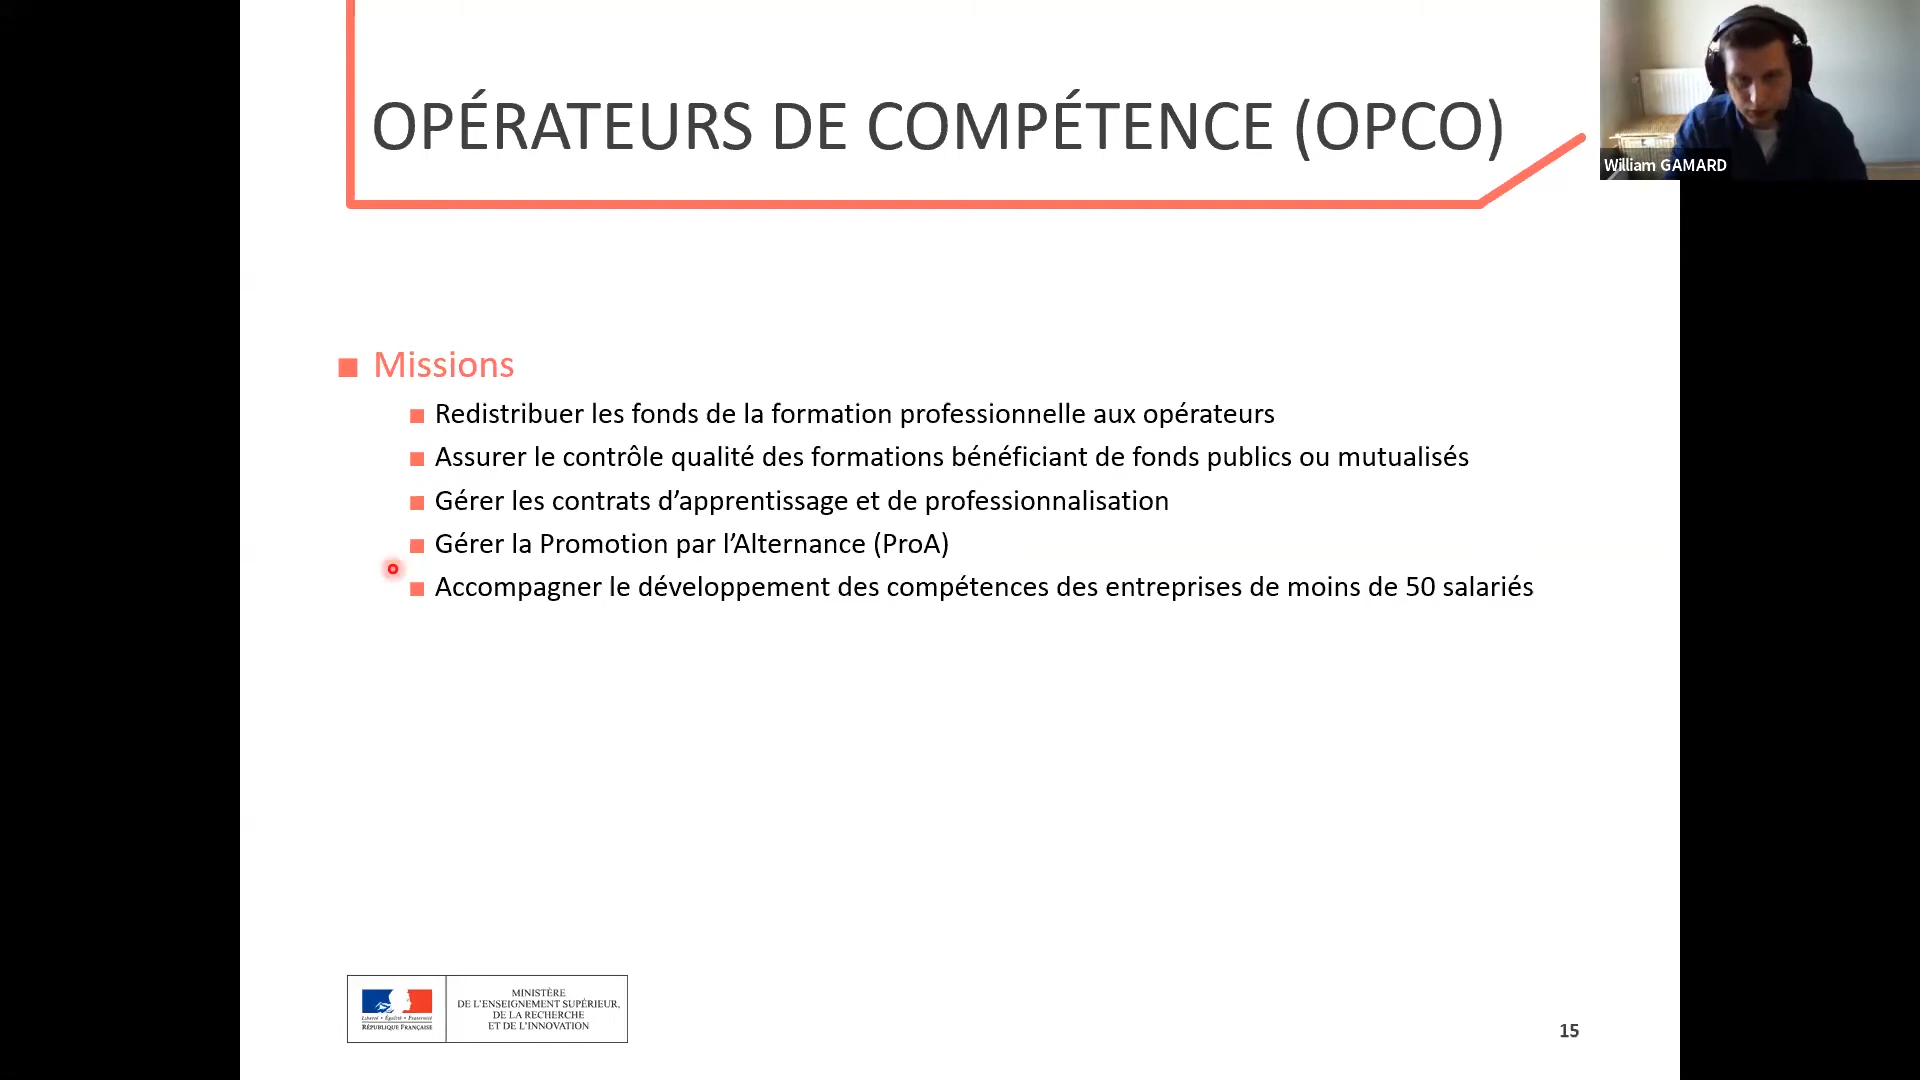 OPÉRATEURS DE COMPÉTENCE (OPCO)
William GAMARD
Missions
Redistribuer les fonds de la formation professionnelle aux opérateurs
Assurer le contrôle qualité des formations bénéficiant de fonds publics ou mutualisés
Gérer les contrats d’apprentissage et de professionnalisation
Gérer la Promotion par l’Alternance (ProA)
Accompagner le développement des compétences des entreprises de moins de 50 salariés
Liberté • Égalité • Fraternité
RÉPUBLIQUE FRANÇAISE
MINISTÈRE
DE L’ENSEIGNEMENT SUPÉRIEUR,
DE LA RECHERCHE
ET DE L’INNOVATION
15